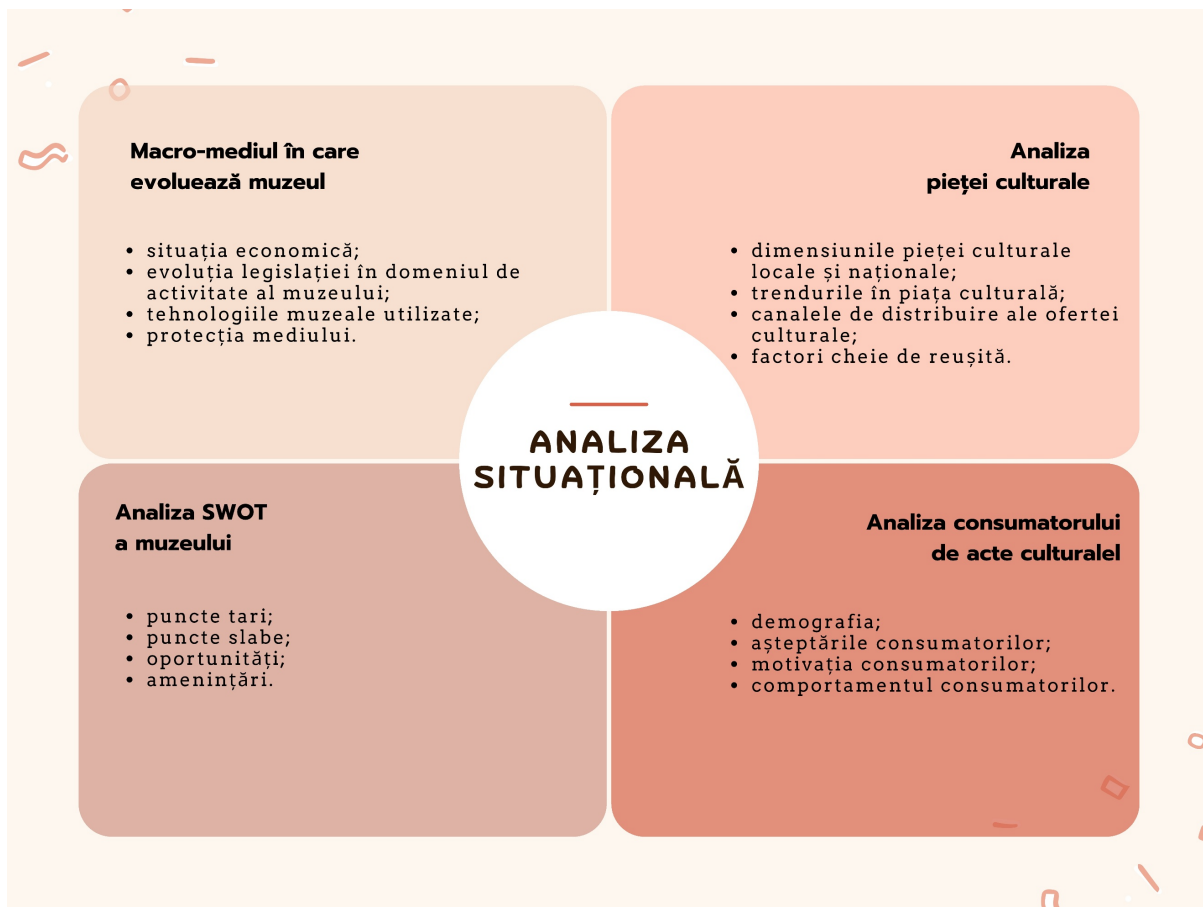 Macro-mediul în care
evoluează muzeul
• situația economică;
• evoluția legislației în domeniul de
activitate al muzeului;
• tehnologiile muzeale utilizate;
• protecția mediului.
Analiza
pieței culturale
• dimensiunile pieței culturale
locale și naționale;
• trendurile în piața culturală;
• canalele de distribuire ale ofertei
culturale;
• factori cheie de reușită.
ANALIZA
SITUAȚIONALĂ
Analiza SWOT
a muzeului
• puncte tari;
• puncte slabe;
• oportunități;
• amenințări.
Analiza consumatorului
de acte culturalel
• demografia;
• așteptările consumatorilor;
• motivația consumatorilor;
• comportamentul consumatorilor.